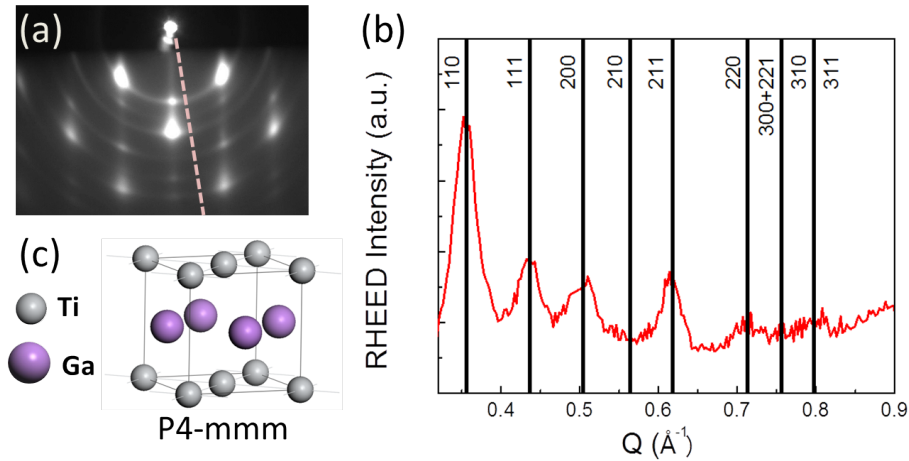 (a)
(b)
110
111
200
210
211
220
300+221
310
311
RHEED Intensity (a.u.)
0.4 0.5 0.6 0.7 0.8 0.9
Q (Å⁻¹)
(c)
Ti
Ga
P4-mmm